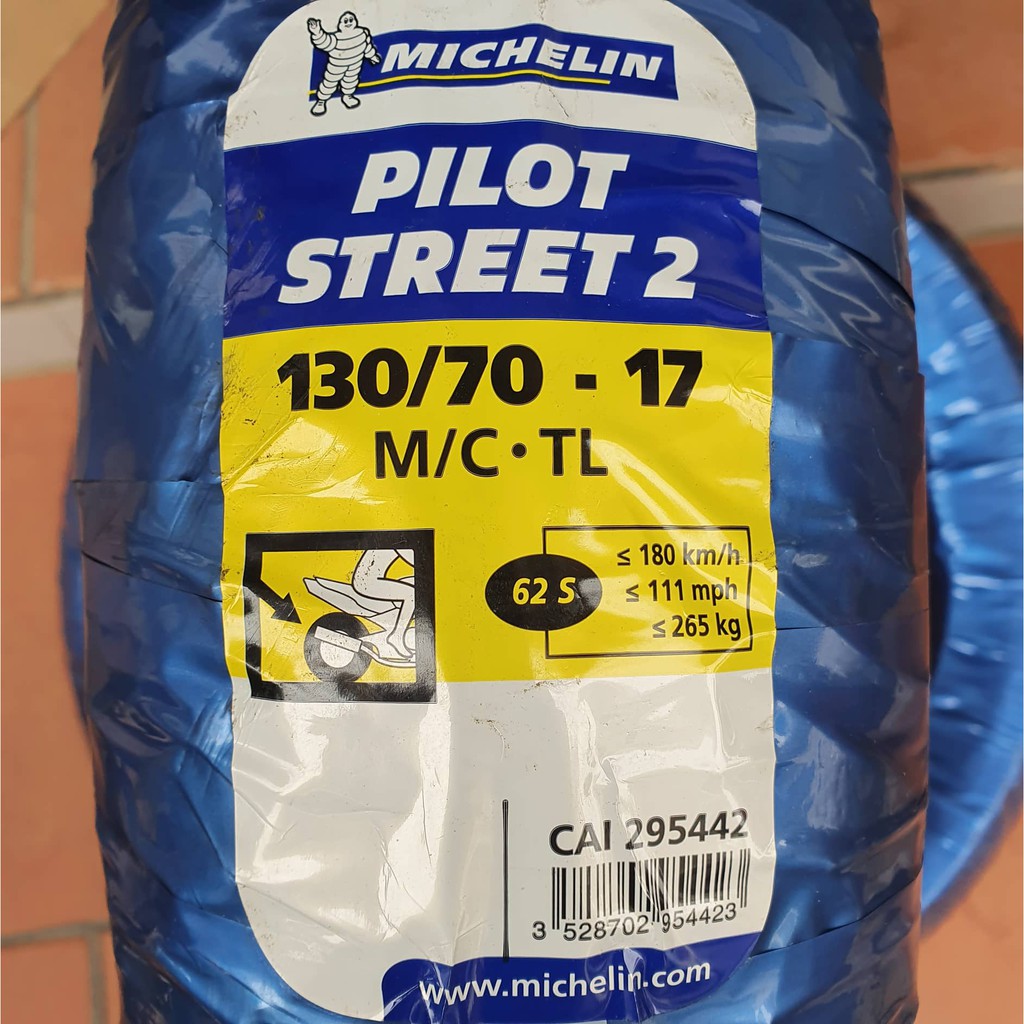 MICHELIN
PILOT
STREET 2
130/70 - 17
M/C • TL
62 S
≤ 180 km/h
≤ 111 mph
≤ 265 kg
CAI 295442
3 528702 954423
www.michelin.com